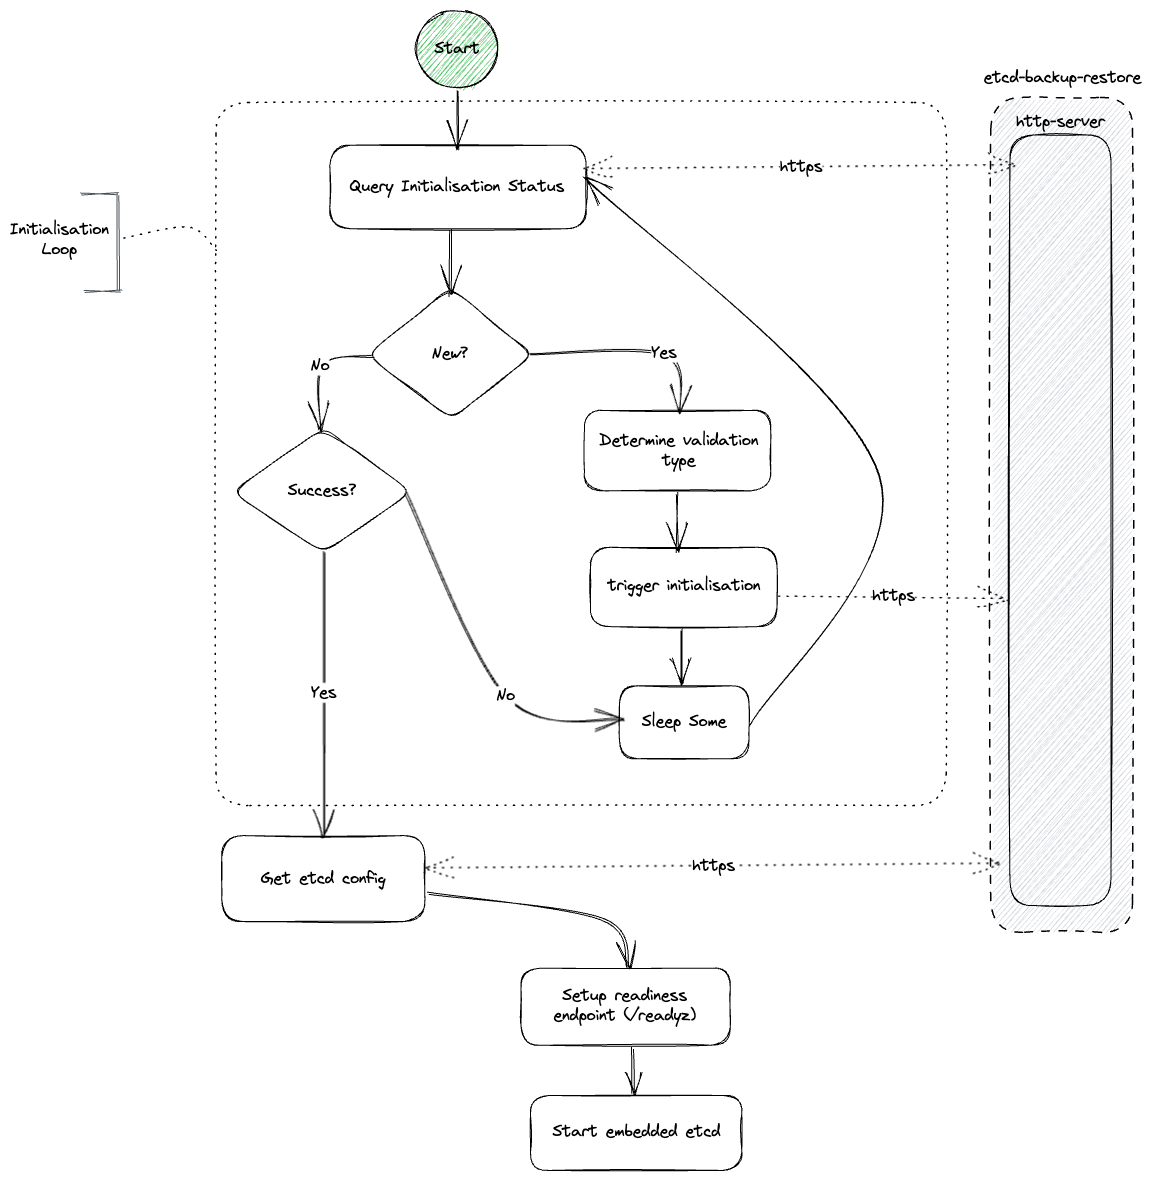 Start
etcd-backup-restore
http-server
https
Query Initialisation Status
Initialisation
Loop
New?
No
Yes
Determine validation
type
Success?
trigger initialisation
https
Yes
No
Sleep Some
https
Get etcd config
Setup readiness
endpoint (/readyz)
Start embedded etcd